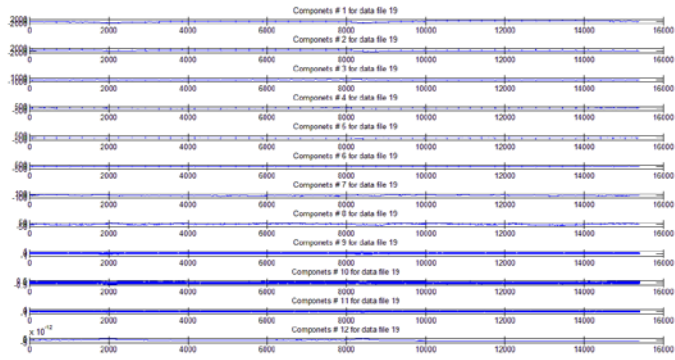 Componets # 1 for data file 19
0 2000 4000 6000 8000 10000 12000 14000 16000
Componets # 2 for data file 19
0 2000 4000 6000 8000 10000 12000 14000 16000
Componets # 3 for data file 19
0 2000 4000 6000 8000 10000 12000 14000 16000
Componets # 4 for data file 19
0 2000 4000 6000 8000 10000 12000 14000 16000
Componets # 5 for data file 19
0 2000 4000 6000 8000 10000 12000 14000 16000
Componets # 6 for data file 19
0 2000 4000 6000 8000 10000 12000 14000 16000
Componets # 7 for data file 19
0 2000 4000 6000 8000 10000 12000 14000 16000
Componets # 8 for data file 19
0 2000 4000 6000 8000 10000 12000 14000 16000
Componets # 9 for data file 19
0 2000 4000 6000 8000 10000 12000 14000 16000
Componets # 10 for data file 19
0 2000 4000 6000 8000 10000 12000 14000 16000
Componets # 11 for data file 19
0 2000 4000 6000 8000 10000 12000 14000 16000
Componets # 12 for data file 19
0 2000 4000 6000 8000 10000 12000 14000 16000